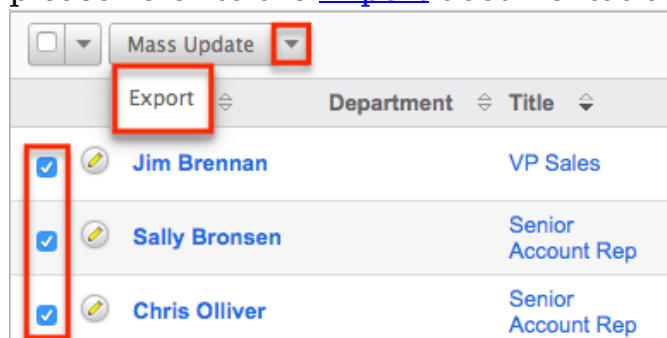 Mass Update
Export Department Title
Jim Brennan VP Sales
Sally Bronsen Senior
Account Rep
Chris Olliver Senior
Account Rep